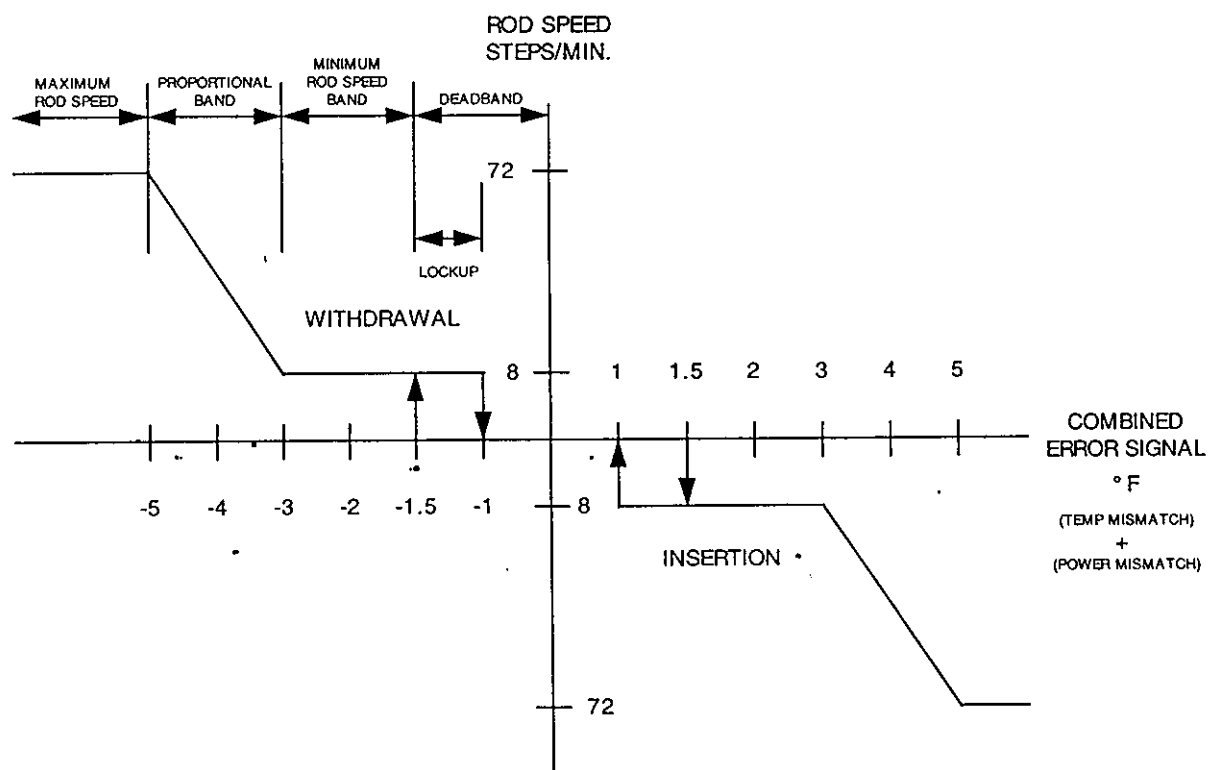 ROD SPEED
STEPS/MIN.
MAXIMUM
ROD SPEED
PROPORTIONAL
BAND
MINIMUM
ROD SPEED
BAND
DEADBAND
72
LOCKUP
WITHDRAWAL
8
1 1.5 2 3 4 5
COMBINED
ERROR SIGNAL
° F
(TEMP MISMATCH)
+
(POWER MISMATCH)
-5 -4 -3 -2 -1.5 -1
8
INSERTION
72